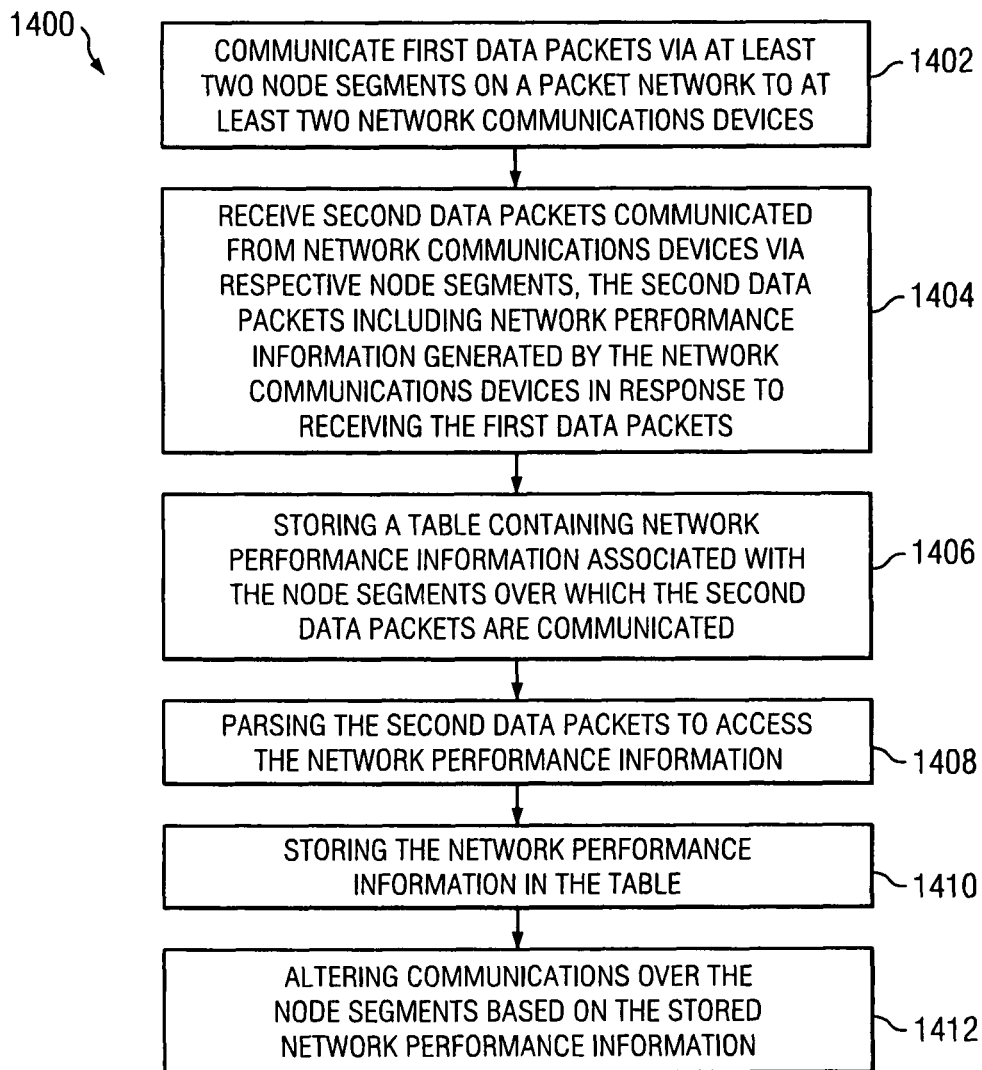 1400
COMMUNICATE FIRST DATA PACKETS VIA AT LEAST
TWO NODE SEGMENTS ON A PACKET NETWORK TO AT
LEAST TWO NETWORK COMMUNICATIONS DEVICES
1402
RECEIVE SECOND DATA PACKETS COMMUNICATED
FROM NETWORK COMMUNICATIONS DEVICES VIA
RESPECTIVE NODE SEGMENTS, THE SECOND DATA
PACKETS INCLUDING NETWORK PERFORMANCE
INFORMATION GENERATED BY THE NETWORK
COMMUNICATIONS DEVICES IN RESPONSE TO
RECEIVING THE FIRST DATA PACKETS
1404
STORING A TABLE CONTAINING NETWORK
PERFORMANCE INFORMATION ASSOCIATED WITH
THE NODE SEGMENTS OVER WHICH THE SECOND
DATA PACKETS ARE COMMUNICATED
1406
PARSING THE SECOND DATA PACKETS TO ACCESS
THE NETWORK PERFORMANCE INFORMATION
1408
STORING THE NETWORK PERFORMANCE
INFORMATION IN THE TABLE
1410
ALTERING COMMUNICATIONS OVER THE
NODE SEGMENTS BASED ON THE STORED
NETWORK PERFORMANCE INFORMATION
1412